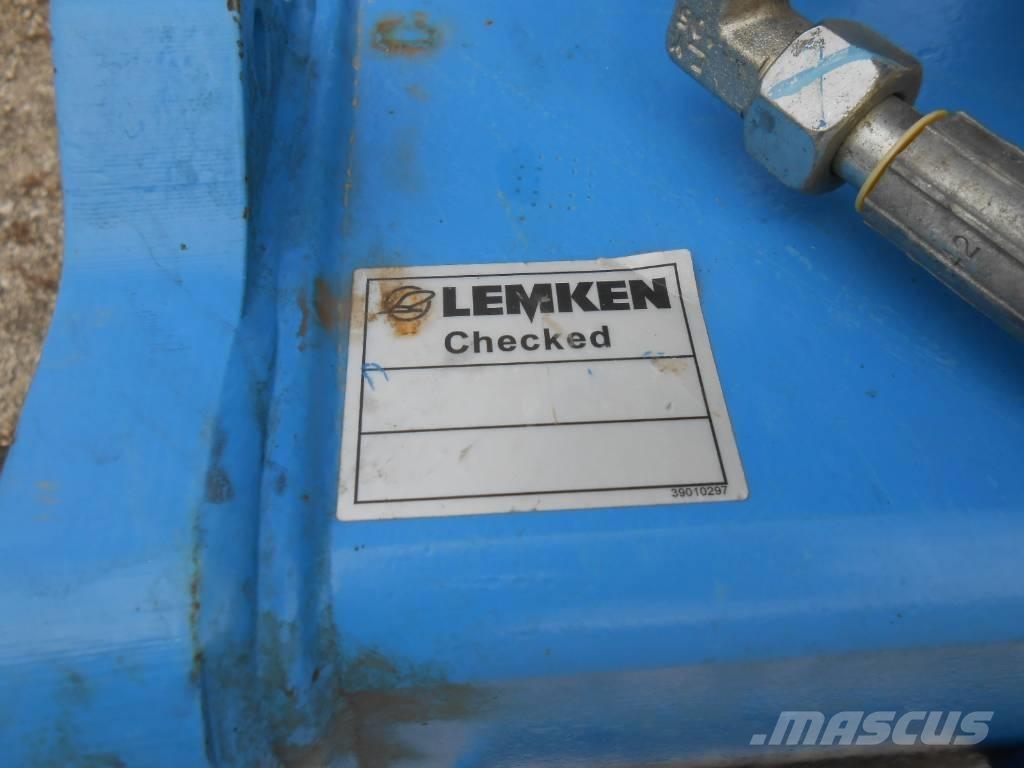 LEMKEN
Checked
39010297
MASCUS